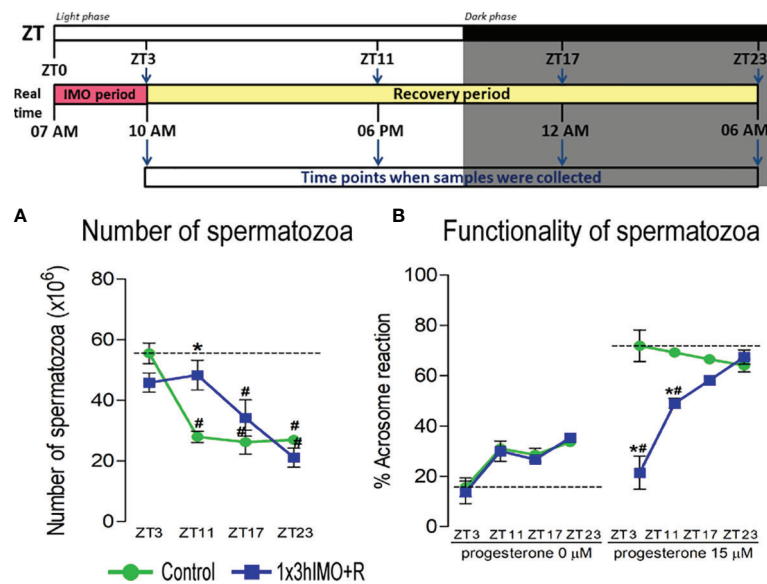 Light phase Dark phase
ZT
ZT0 ZT3 ZT11 ZT17 ZT23
Real time IMO period Recovery period
07 AM 10 AM 06 PM 12 AM 06 AM
Time points when samples were collected
A Number of spermatozoa
Number of spermatozoa (x10⁶)
80
60
40
20
0
*
#
#
#
#
#
ZT3 ZT11 ZT17 ZT23
B Functionality of spermatozoa
% Acrosome reaction
100
80
60
40
20
0
*#
*#
ZT3 ZT11 ZT17 ZT23 ZT3 ZT11 ZT17 ZT23
progesterone 0 µM progesterone 15 µM
Control 1x3hIMO+R